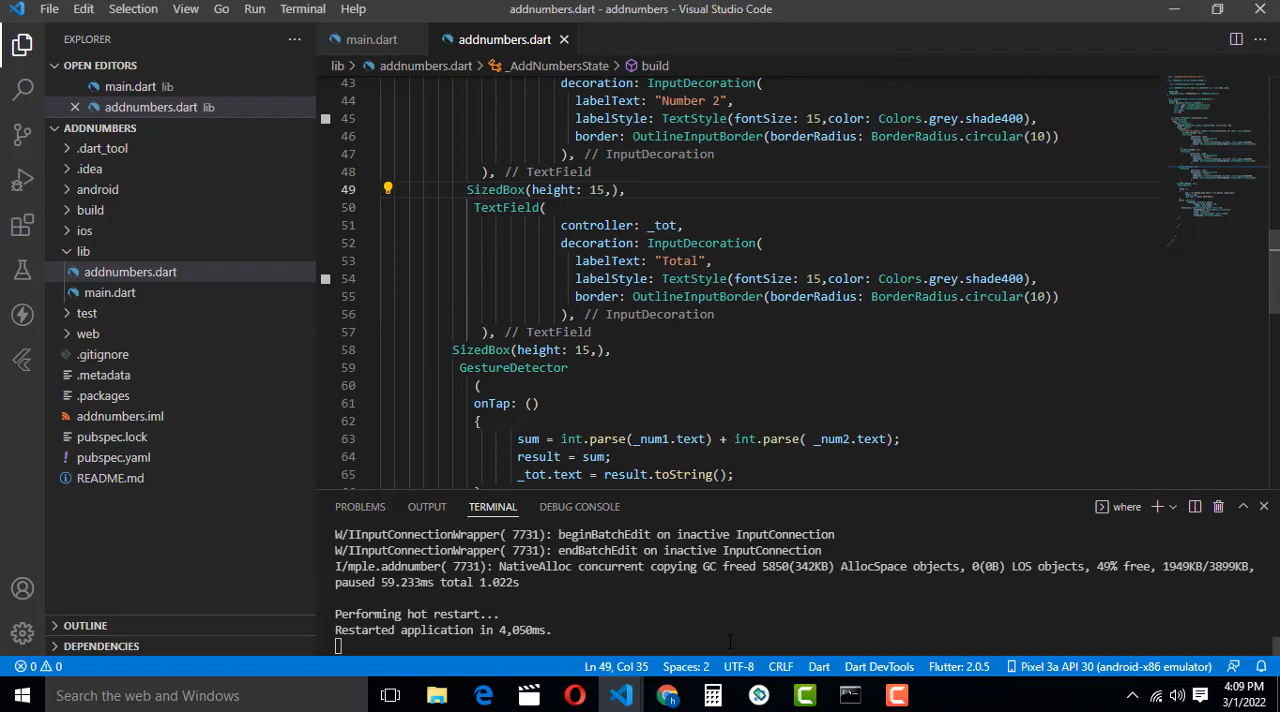 File Edit Selection View Go Run Terminal Help addnumbers.dart - addnumbers - Visual Studio Code
EXPLORER
OPEN EDITORS
main.dart lib
addnumbers.dart lib
ADDNUMBERS
.dart_tool
.idea
android
build
ios
lib
addnumbers.dart
main.dart
test
web
.gitignore
.metadata
.packages
addnumbers.iml
pubspec.lock
pubspec.yaml
README.md
OUTLINE
DEPENDENCIES
main.dart addnumbers.dart
lib > addnumbers.dart > _AddNumbersState > build
43 decoration: InputDecoration(
44 labelText: "Number 2",
45 labelStyle: TextStyle(fontSize: 15,color: Colors.grey.shade400),
46 border: OutlineInputBorder(borderRadius: BorderRadius.circular(10))
47 ), // InputDecoration
48 ), // TextField
49 SizedBox(height: 15,),
50 TextField(
51 controller: _tot,
52 decoration: InputDecoration(
53 labelText: "Total",
54 labelStyle: TextStyle(fontSize: 15,color: Colors.grey.shade400),
55 border: OutlineInputBorder(borderRadius: BorderRadius.circular(10))
56 ), // InputDecoration
57 ), // TextField
58 SizedBox(height: 15,),
59 GestureDetector
60 (
61 onTap: ()
62 {
63 sum = int.parse(_num1.text) + int.parse( _num2.text);
64 result = sum;
65 _tot.text = result.toString();
PROBLEMS OUTPUT TERMINAL DEBUG CONSOLE where
W/IInputConnectionWrapper( 7731): beginBatchEdit on inactive InputConnection
W/IInputConnectionWrapper( 7731): endBatchEdit on inactive InputConnection
I/mple.addnumber( 7731): NativeAlloc concurrent copying GC freed 5850(342KB) AllocSpace objects, 0(0B) LOS objects, 49% free, 1949KB/3899KB,
paused 59.233ms total 1.022s
Performing hot restart...
Restarted application in 4,050ms.
0 0 Ln 49, Col 35 Spaces: 2 UTF-8 CRLF Dart Dart DevTools Flutter: 2.0.5 Pixel 3a API 30 (android-x86 emulator)
Search the web and Windows
4:09 PM
3/1/2022